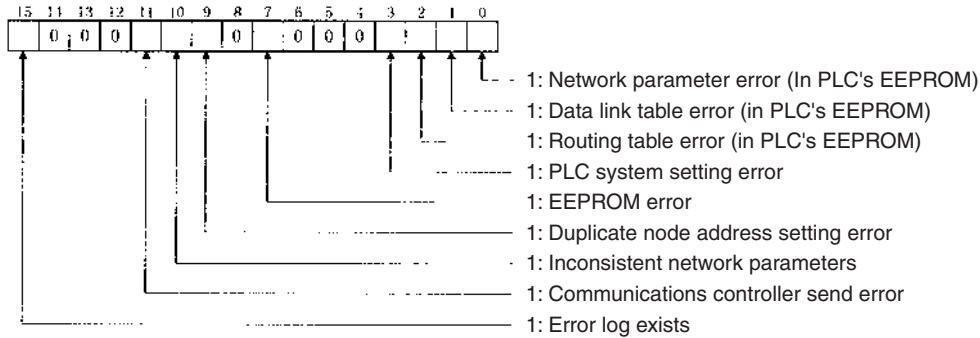 15 14 13 12 11 10 9 8 7 6 5 4 3 2 1 0
0 0 0 0 0 0 0
1: Network parameter error (In PLC's EEPROM)
1: Data link table error (in PLC's EEPROM)
1: Routing table error (in PLC's EEPROM)
1: PLC system setting error
1: EEPROM error
1: Duplicate node address setting error
1: Inconsistent network parameters
1: Communications controller send error
1: Error log exists